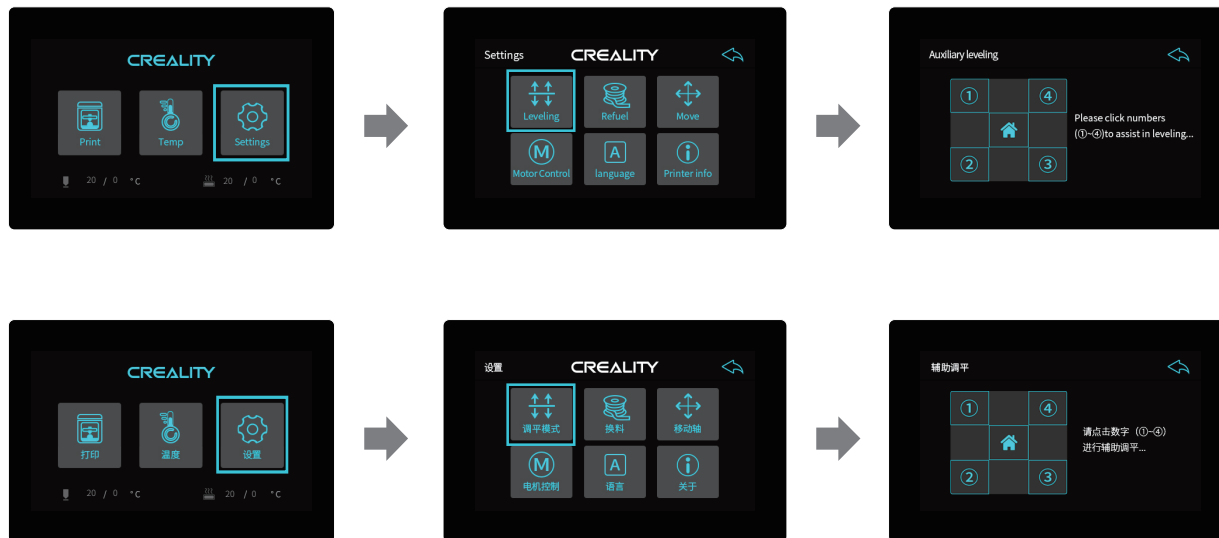 CREALITY
Print
Temp
Settings
20 / 0 °C
20 / 0 °C
Settings
CREALITY
Leveling
Refuel
Move
Motor Control
language
Printer info
Auxiliary leveling
①
④
②
③
Please click numbers
(①~④)to assist in leveling...
CREALITY
打印
温度
设置
20 / 0 °C
20 / 0 °C
设置
CREALITY
调平模式
换料
移动轴
电机控制
语言
关于
辅助调平
①
④
②
③
请点击数字 (①~④)
进行辅助调平...